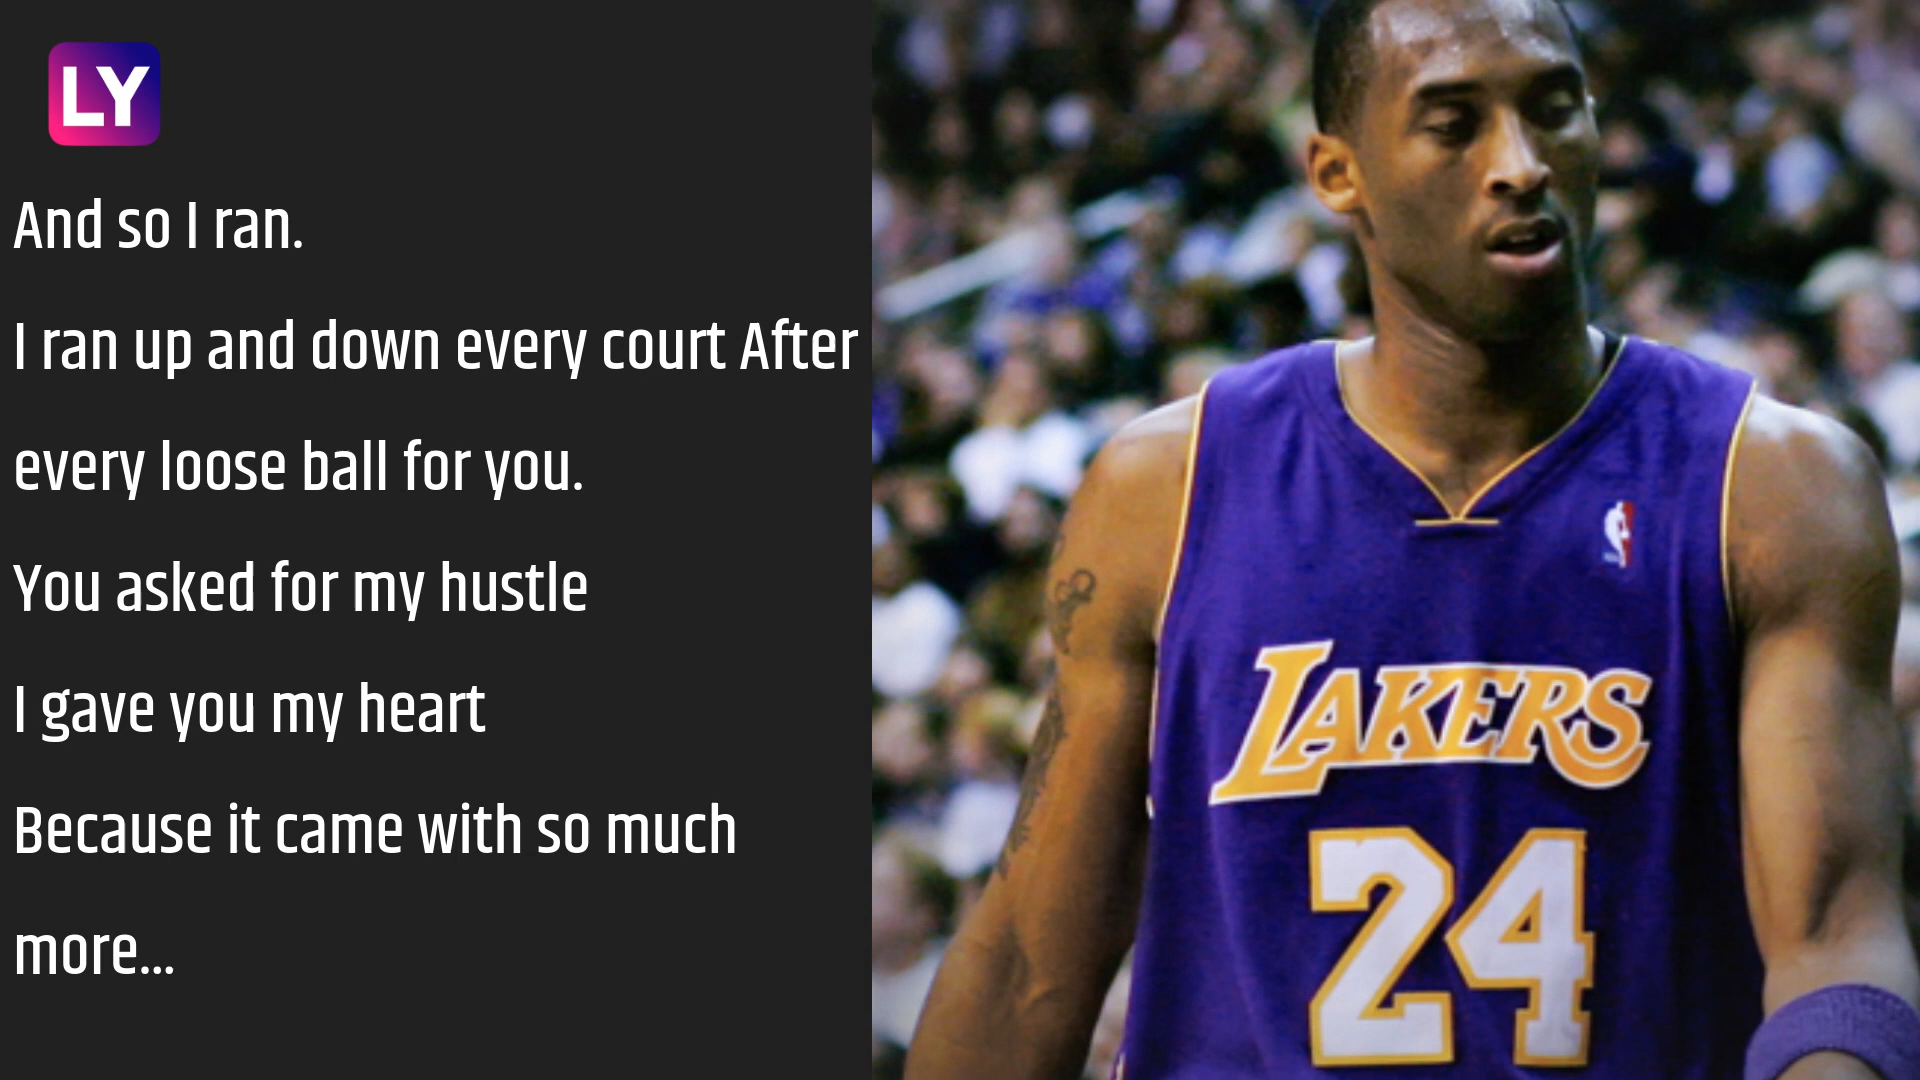 LY
And so I ran.
I ran up and down every court After
every loose ball for you.
You asked for my hustle
I gave you my heart
Because it came with so much
more...
LAKERS
24